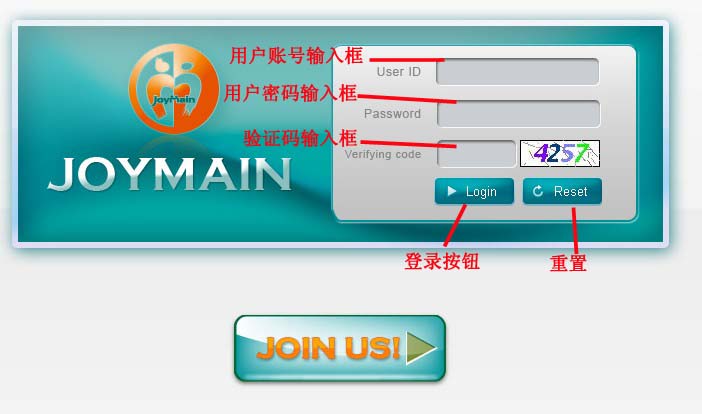 用户账号输入框
User ID
用户密码输入框
Password
验证码输入框
Verifying code
4257
JoyMain
JOYMAIN
Login
Reset
登录按钮
重置
JOIN US!